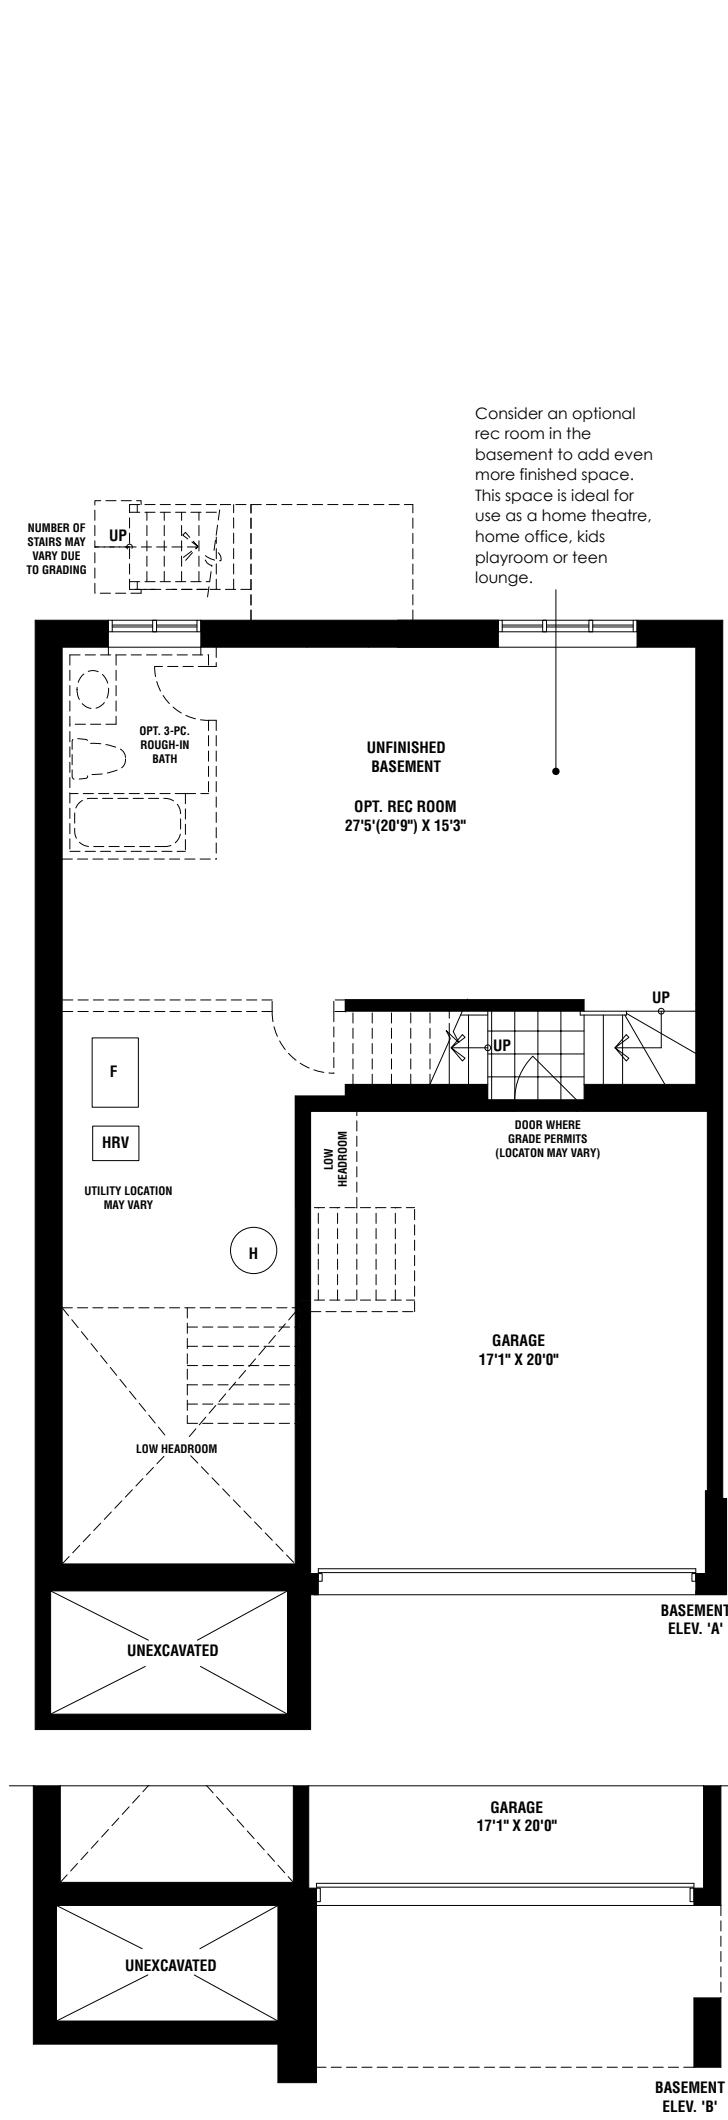 Consider an optional
rec room in the
basement to add even
more finished space.
This space is ideal for
use as a home theatre,
home office, kids
playroom or teen
lounge.
NUMBER OF
STAIRS MAY
VARY DUE
TO GRADING
UP
OPT. 3-PC.
ROUGH-IN
BATH
UNFINISHED
BASEMENT
OPT. REC ROOM
27'5'(20'9") X 15'3"
UP
UP
F
HRV
UTILITY LOCATION
MAY VARY
H
LOW
HEADROOM
DOOR WHERE
GRADE PERMITS
(LOCATON MAY VARY)
GARAGE
17'1" X 20'0"
LOW HEADROOM
UNEXCAVATED
BASEMENT
ELEV. 'A'
GARAGE
17'1" X 20'0"
UNEXCAVATED
BASEMENT
ELEV. 'B'